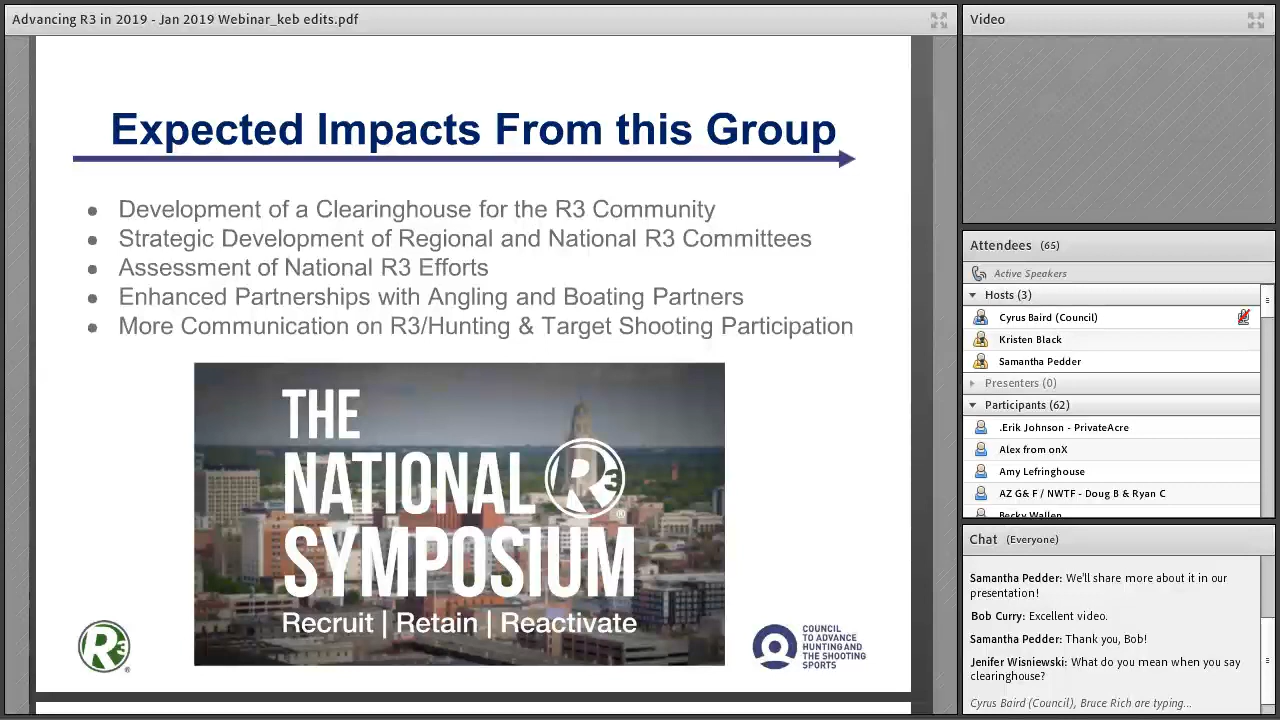 Advancing R3 in 2019 - Jan 2019 Webinar_keb edits.pdf
Expected Impacts From this Group
● Development of a Clearinghouse for the R3 Community
● Strategic Development of Regional and National R3 Committees
● Assessment of National R3 Efforts
● Enhanced Partnerships with Angling and Boating Partners
● More Communication on R3/Hunting & Target Shooting Participation
THE
NATIONAL R3®
SYMPOSIUM
Recruit | Retain | Reactivate
R3®
COUNCIL
TO ADVANCE
HUNTING AND
THE SHOOTING
SPORTS
Video
Attendees (65)
Active Speakers
Hosts (3)
Cyrus Baird (Council)
Kristen Black
Samantha Pedder
Presenters (0)
Participants (62)
.Erik Johnson - PrivateAcre
Alex from onX
Amy Lefringhouse
AZ G& F / NWTF - Doug B & Ryan C
Becky Wallen
Chat (Everyone)
Samantha Pedder: We'll share more about it in our
presentation!
Bob Curry: Excellent video.
Samantha Pedder: Thank you, Bob!
Jenifer Wisniewski: What do you mean when you say
clearinghouse?
Cyrus Baird (Council), Bruce Rich are typing...